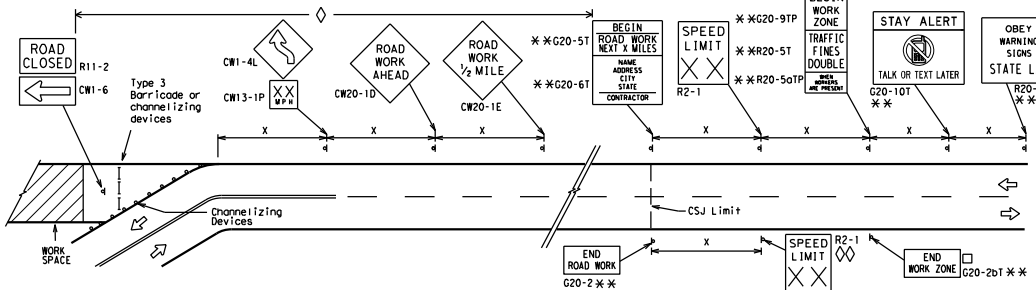 ROAD
CLOSED
R11-2
CW1-6
Type 3
Barricade or
channelizing
devices
CW1-4L
XX
MPH
CW13-1P
ROAD
WORK
AHEAD
CW20-1D
ROAD
WORK
1/2 MILE
CW20-1E
**G20-5T
BEGIN
ROAD WORK
NEXT X MILES
**G20-6T
NAME
ADDRESS
CITY
STATE
CONTRACTOR
SPEED
LIMIT
XX
R2-1
**G20-9TP
**R20-5T
**R20-5aTP
BEGIN
WORK
ZONE
TRAFFIC
FINES
DOUBLE
WHEN
WORKERS
ARE PRESENT
STAY ALERT
TALK OR TEXT LATER
G20-10T
**
OBEY
WARNING
SIGNS
STATE L
R20-
**
X X X X X X X
Channelizing
Devices
CSJ Limit
WORK
SPACE
END
ROAD WORK
G20-2 **
X
SPEED
LIMIT
XX
R2-1
END
WORK ZONE
G20-2bT **